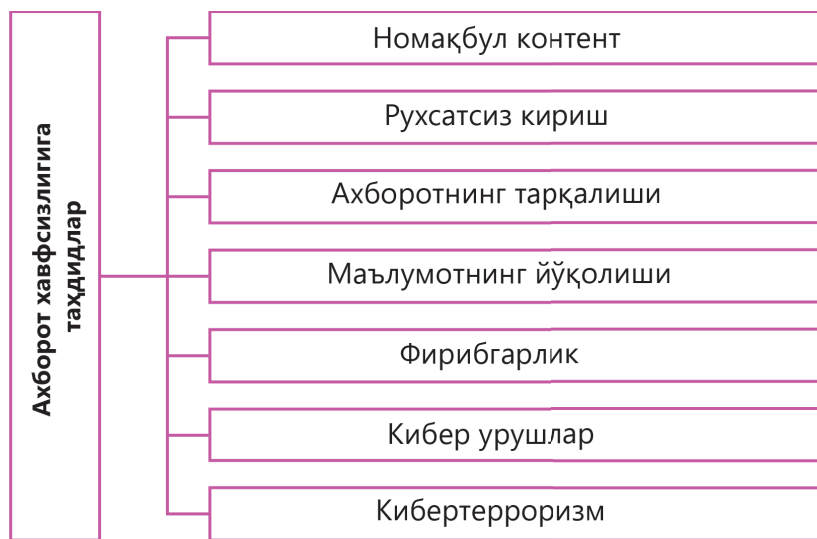 Ахборот хавфсизлигига
таҳдидлар
Номақбул контент
Рухсатсиз кириш
Ахборотнинг тарқалиши
Маълумотнинг йўқолиши
Фирибгарлик
Кибер урушлар
Кибертерроризм